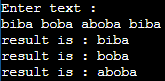 Enter text :
biba boba aboba biba
result is : biba
result is : boba
result is : aboba